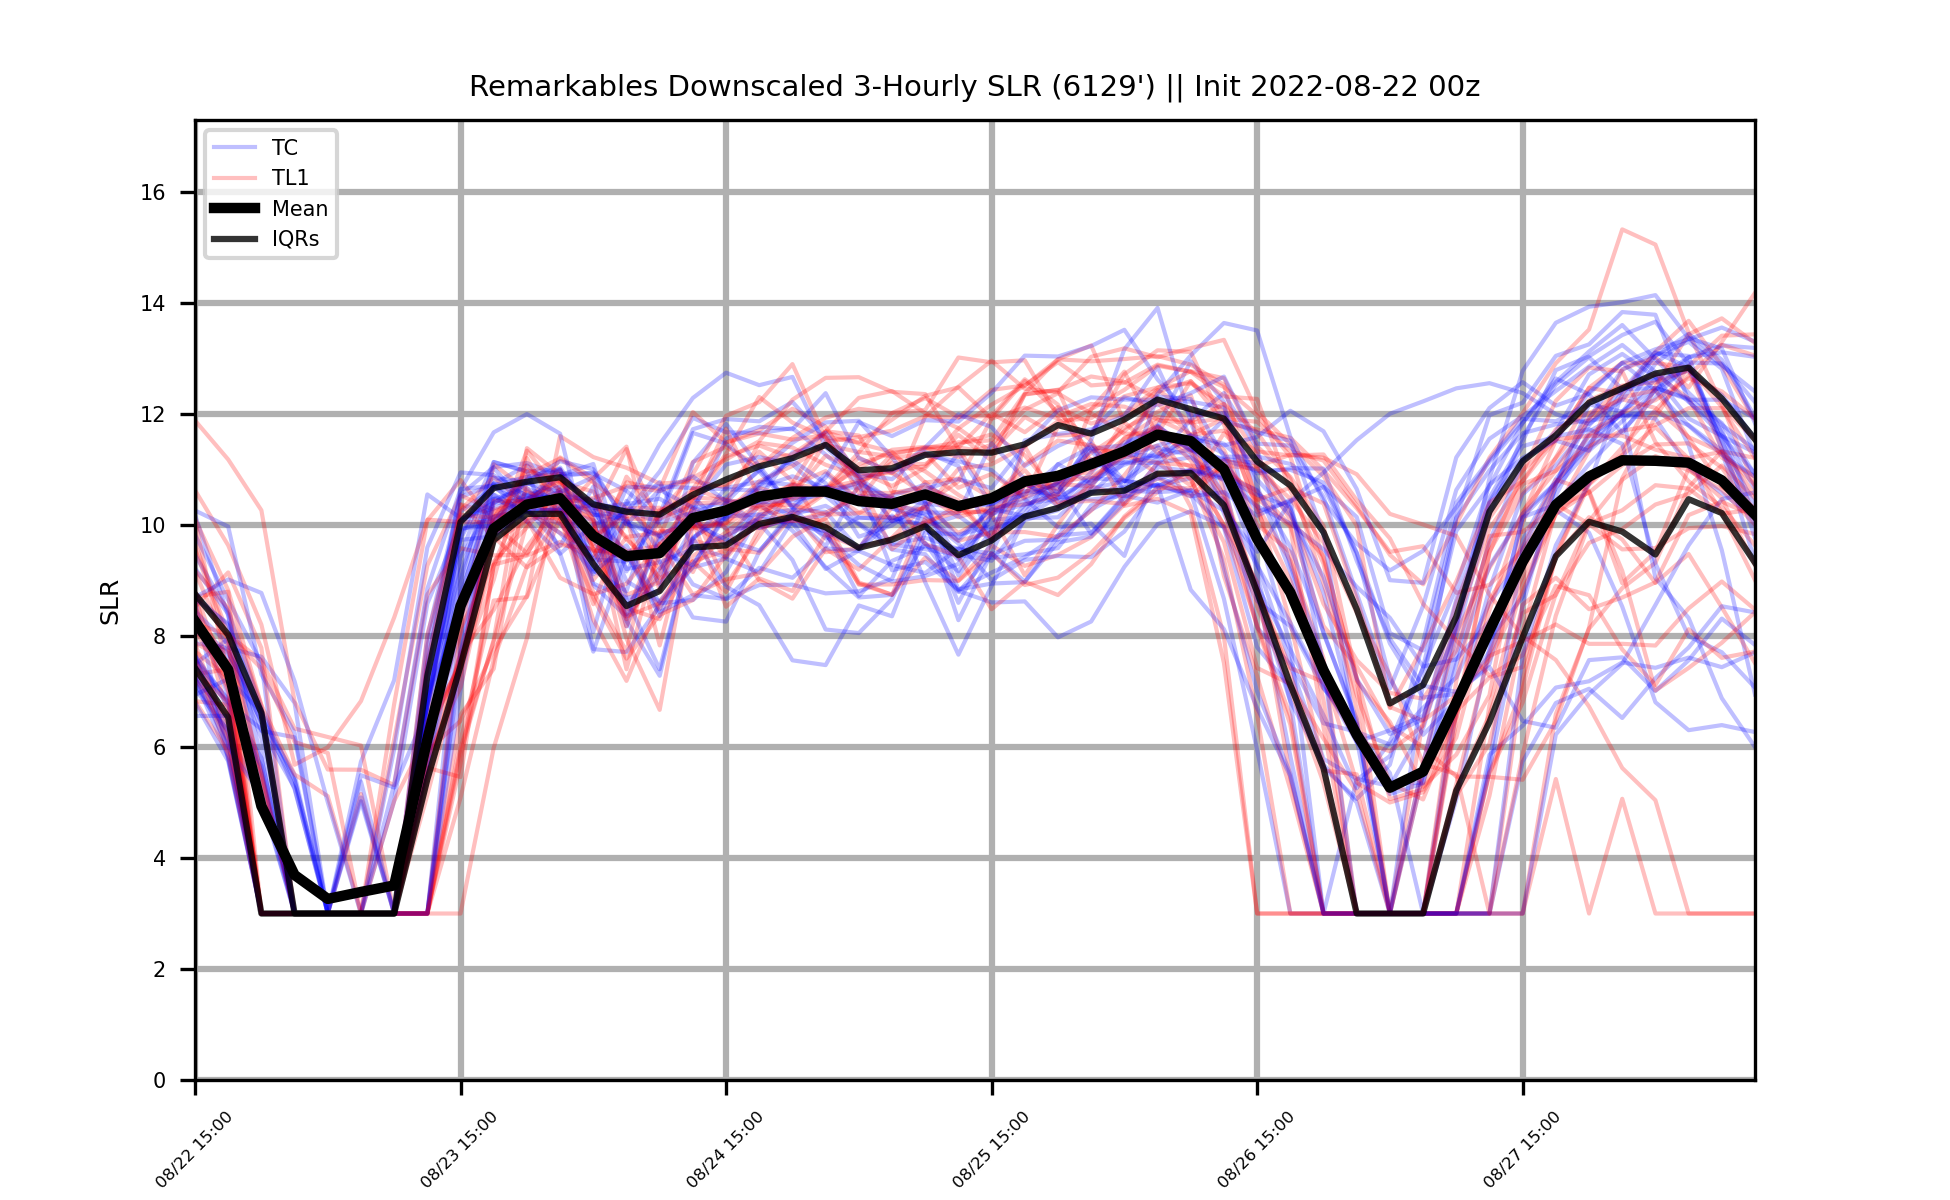 Remarkables Downscaled 3-Hourly SLR (6129') || Init 2022-08-22 00z
TC
TL1
Mean
IQRs
16
14
12
10
8
6
4
2
0
SLR
08/22 15:00
08/23 15:00
08/24 15:00
08/25 15:00
08/26 15:00
08/27 15:00